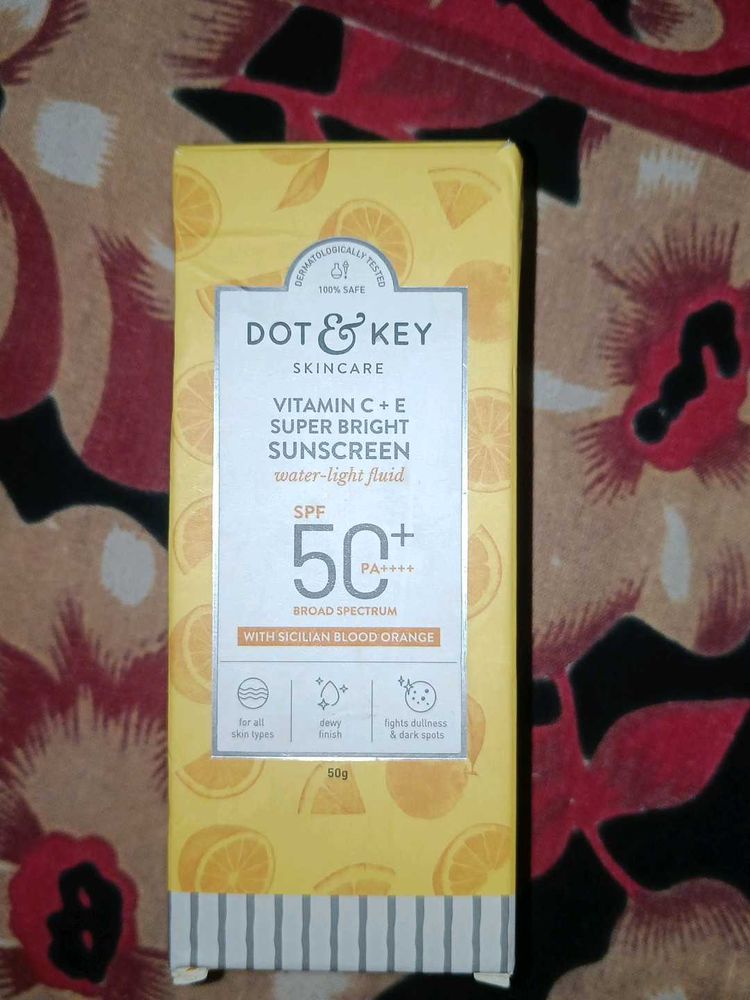 DERMATOLOGICALLY TESTED
100% SAFE
DOT & KEY
SKINCARE
VITAMIN C + E
SUPER BRIGHT
SUNSCREEN
water-light fluid
SPF
50+
PA++++
BROAD SPECTRUM
WITH SICILIAN BLOOD ORANGE
for all
skin types
dewy
finish
fights dullness
& dark spots
50g